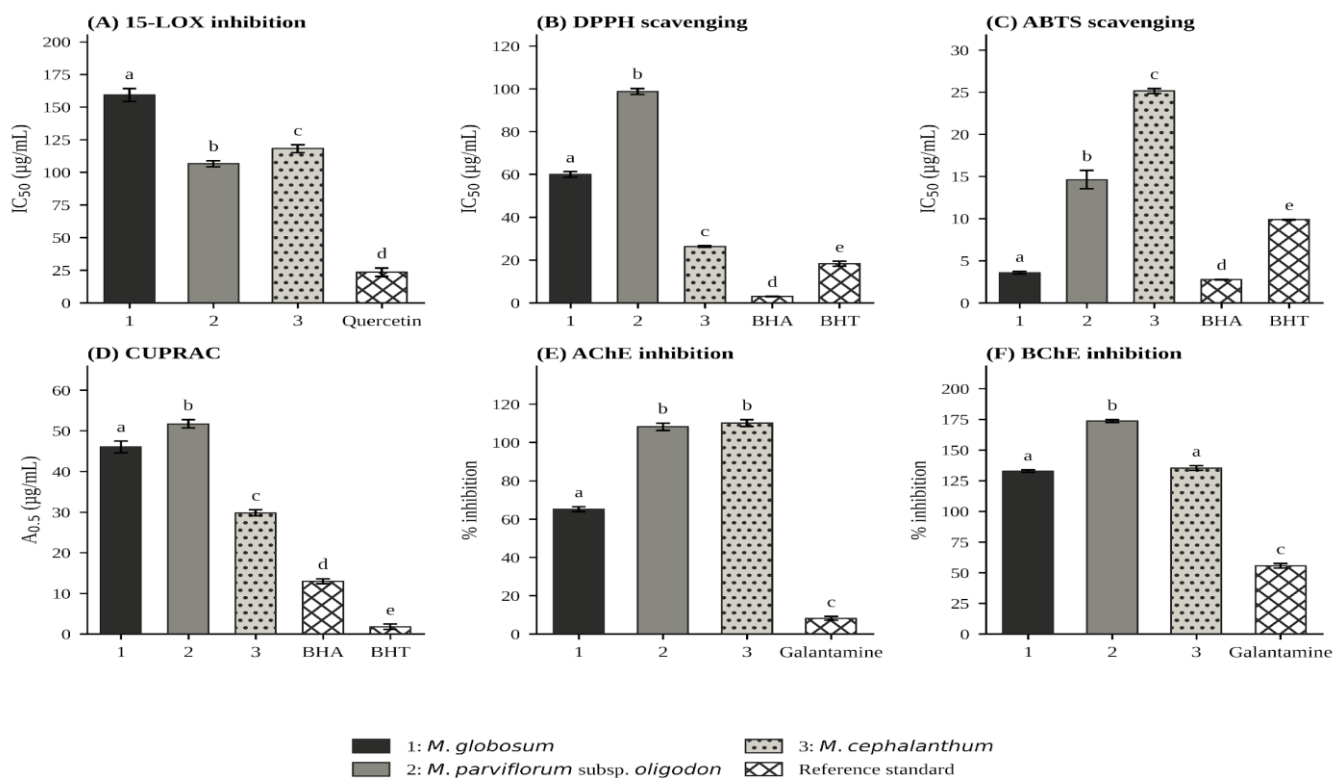 (A) 15-LOX inhibition
IC50 (µg/mL)
200
175
150
125
100
75
50
25
0
a
b
c
d
1 2 3 Quercetin
(B) DPPH scavenging
IC50 (µg/mL)
120
100
80
60
40
20
0
a
b
c
d
e
1 2 3 BHA BHT
(C) ABTS scavenging
IC50 (µg/mL)
30
25
20
15
10
5
0
a
b
c
d
e
1 2 3 BHA BHT
(D) CUPRAC
A0.5 (µg/mL)
60
50
40
30
20
10
0
a
b
c
d
e
1 2 3 BHA BHT
(E) AChE inhibition
% inhibition
120
100
80
60
40
20
0
a
b
b
c
1 2 3 Galantamine
(F) BChE inhibition
% inhibition
200
175
150
125
100
75
50
25
0
a
b
a
c
1 2 3 Galantamine
1: M. globosum
2: M. parviflorum subsp. oligodon
3: M. cephalanthum
Reference standard